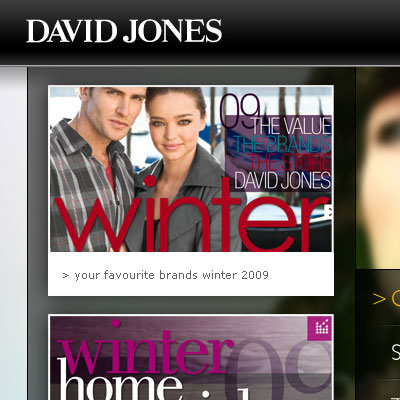 DAVID JONES
09
THE VALUE
THE BRANDS
THE STORE
DAVID JONES
winter
> your favourite brands winter 2009
winter 09
home
>